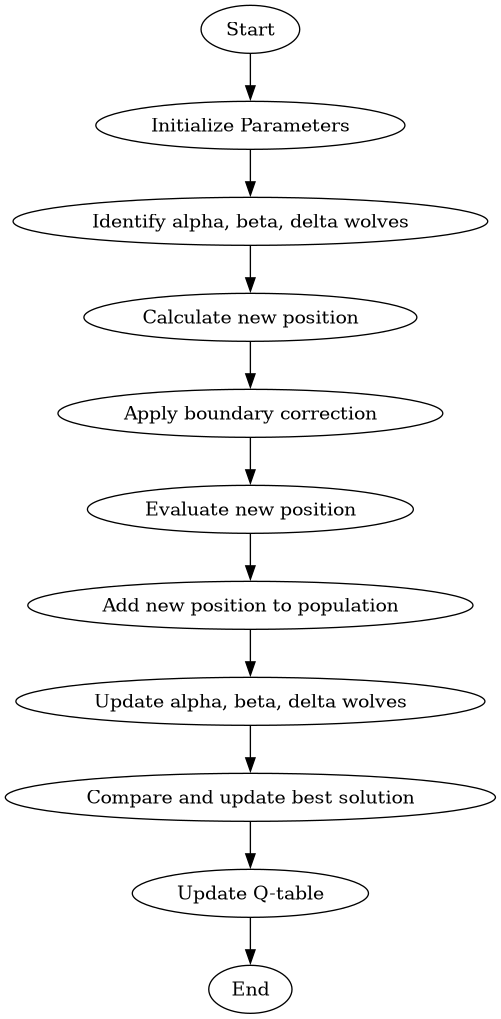 Start
Initialize Parameters
Identify alpha, beta, delta wolves
Calculate new position
Apply boundary correction
Evaluate new position
Add new position to population
Update alpha, beta, delta wolves
Compare and update best solution
Update Q-table
End